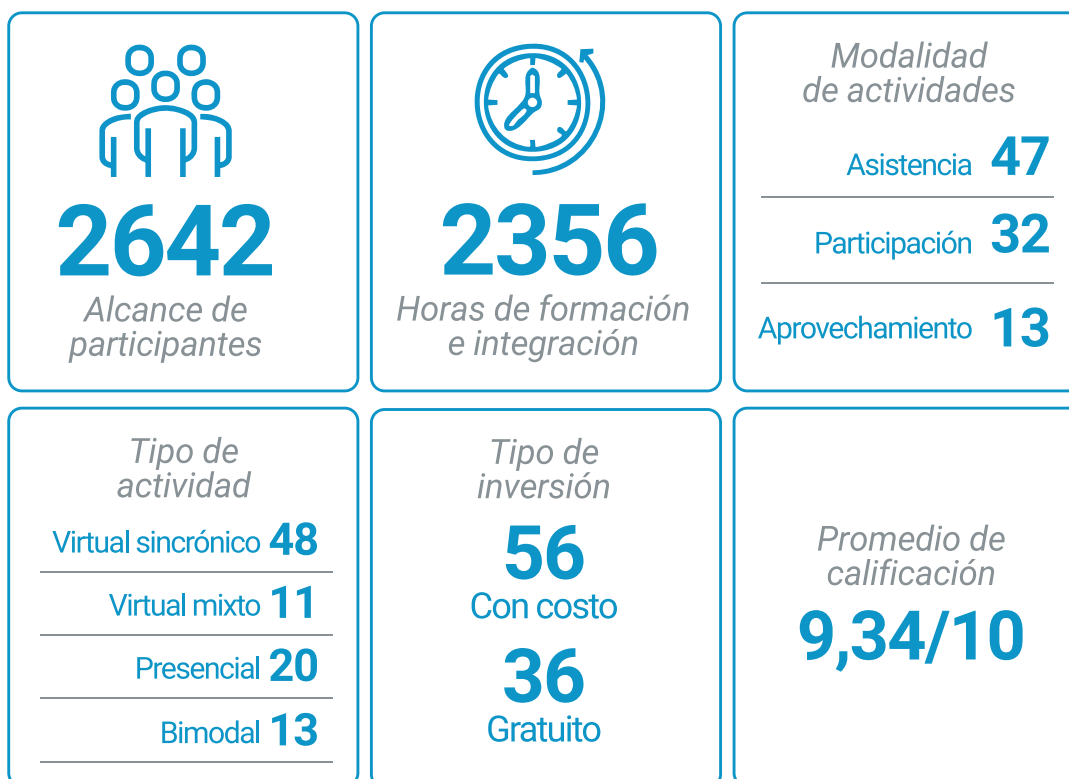 2642
Alcance de
participantes
2356
Horas de formación
e integración
Modalidad
de actividades
Asistencia 47
Participación 32
Aprovechamiento 13
Tipo de
actividad
Virtual sincrónico 48
Virtual mixto 11
Presencial 20
Bimodal 13
Tipo de
inversión
56
Con costo
36
Gratuito
Promedio de
calificación
9,34/10